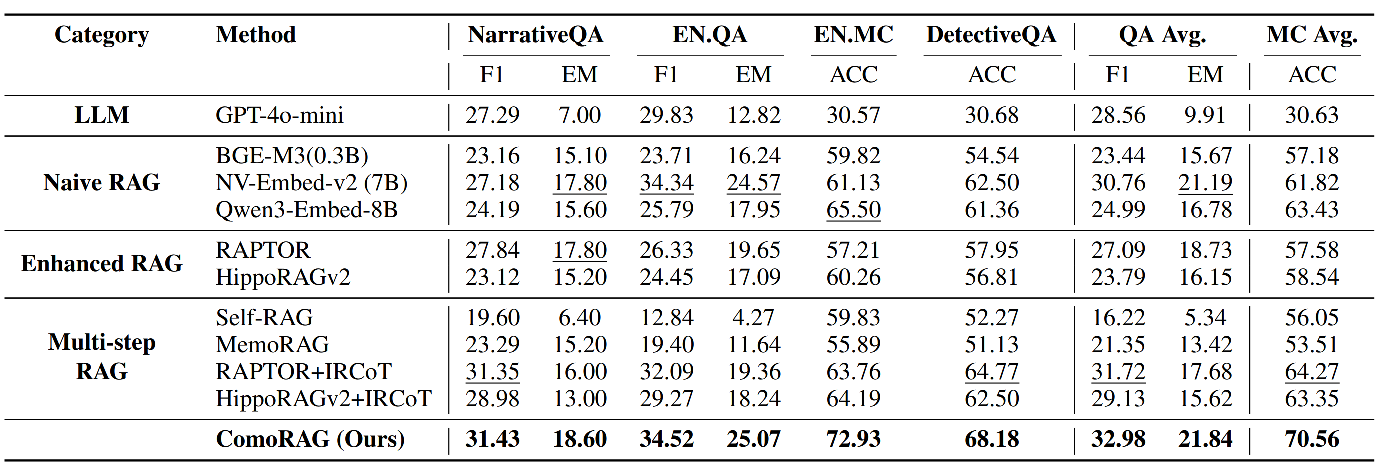 Category Method NarrativeQA EN.QA EN.MC DetectiveQA QA Avg. MC Avg.
F1 EM F1 EM ACC ACC F1 EM ACC
LLM GPT-4o-mini 27.29 7.00 29.83 12.82 30.57 30.68 28.56 9.91 30.63
BGE-M3(0.3B) 23.16 15.10 23.71 16.24 59.82 54.54 23.44 15.67 57.18
Naive RAG NV-Embed-v2 (7B) 27.18 17.80 34.34 24.57 61.13 62.50 30.76 21.19 61.82
Qwen3-Embed-8B 24.19 15.60 25.79 17.95 65.50 61.36 24.99 16.78 63.43
Enhanced RAG RAPTOR 27.84 17.80 26.33 19.65 57.21 57.95 27.09 18.73 57.58
HippoRAGv2 23.12 15.20 24.45 17.09 60.26 56.81 23.79 16.15 58.54
Self-RAG 19.60 6.40 12.84 4.27 59.83 52.27 16.22 5.34 56.05
Multi-step MemoRAG 23.29 15.20 19.40 11.64 55.89 51.13 21.35 13.42 53.51
RAG RAPTOR+IRCoT 31.35 16.00 32.09 19.36 63.76 64.77 31.72 17.68 64.27
HippoRAGv2+IRCoT 28.98 13.00 29.27 18.24 64.19 62.50 29.13 15.62 63.35
ComoRAG (Ours) 31.43 18.60 34.52 25.07 72.93 68.18 32.98 21.84 70.56